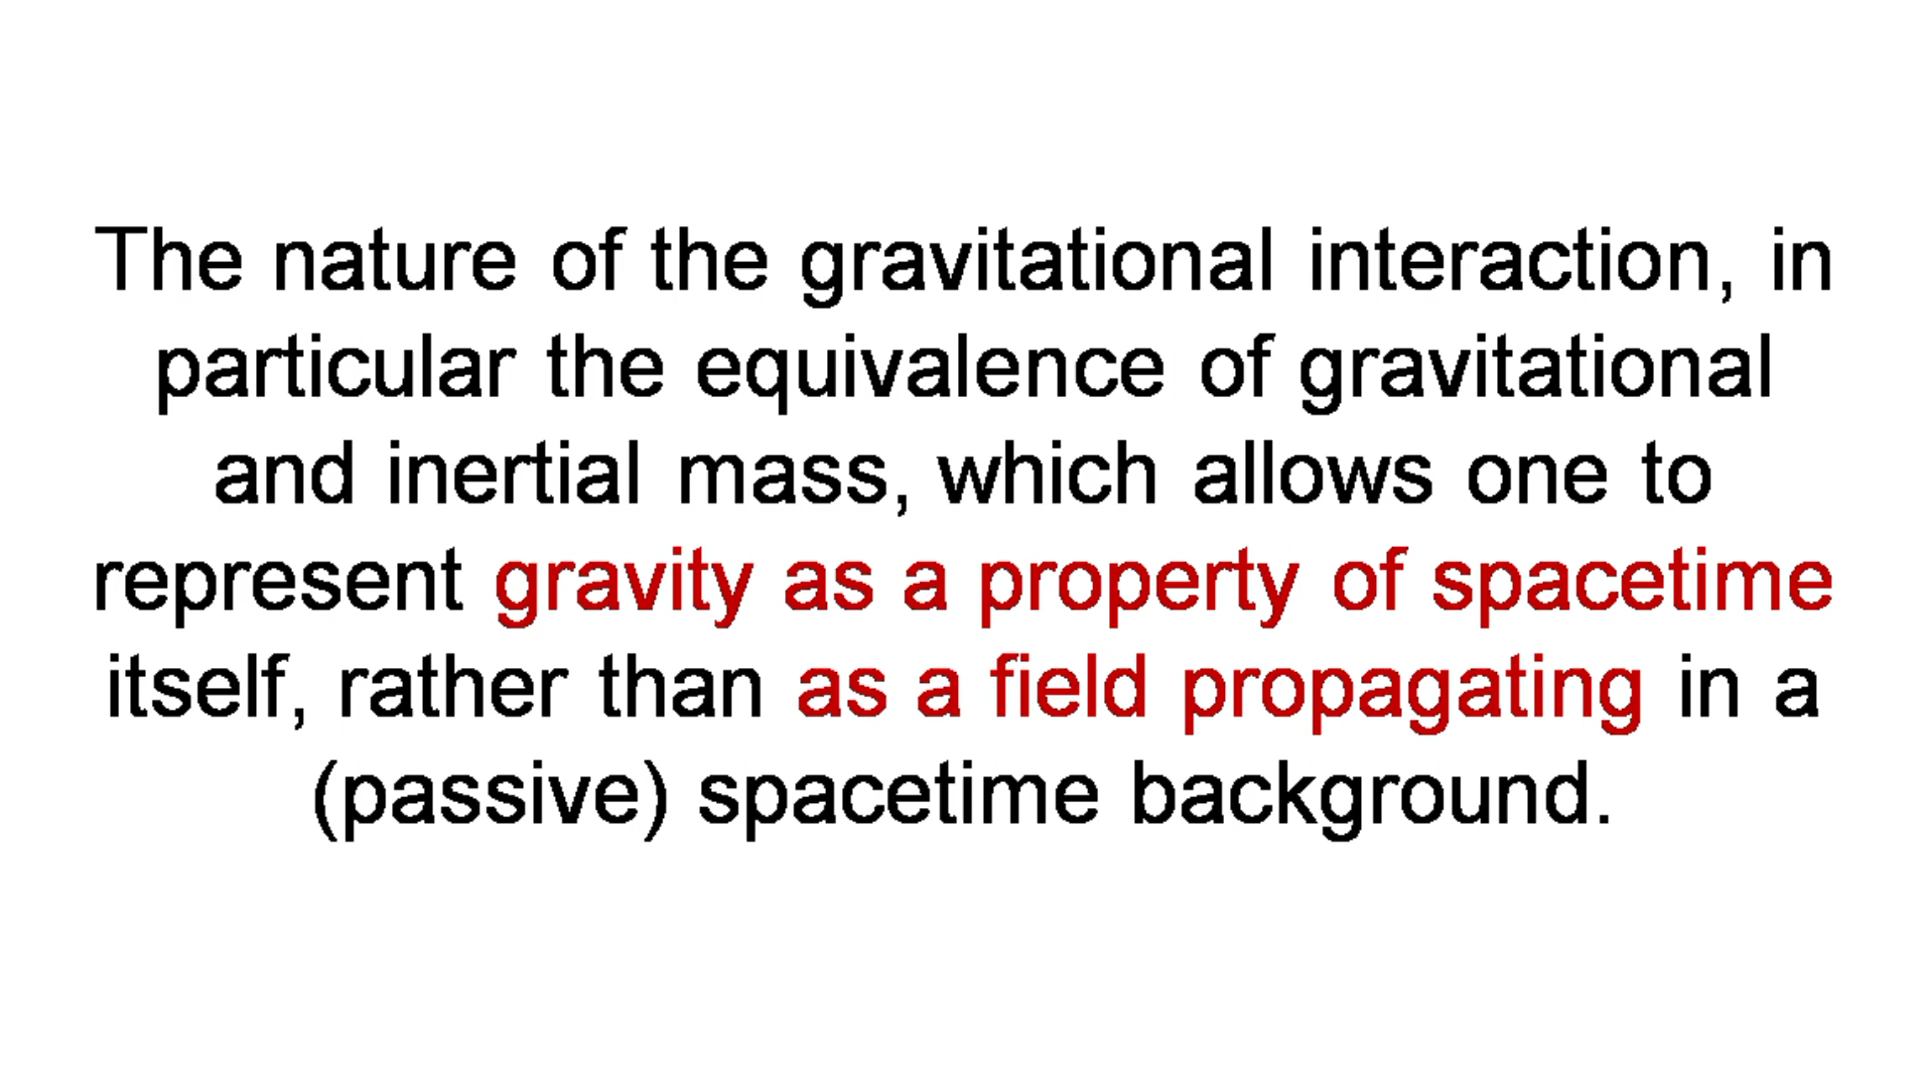 The nature of the gravitational interaction, in
particular the equivalence of gravitational
and inertial mass, which allows one to
represent gravity as a property of spacetime
itself, rather than as a field propagating in a
(passive) spacetime background.